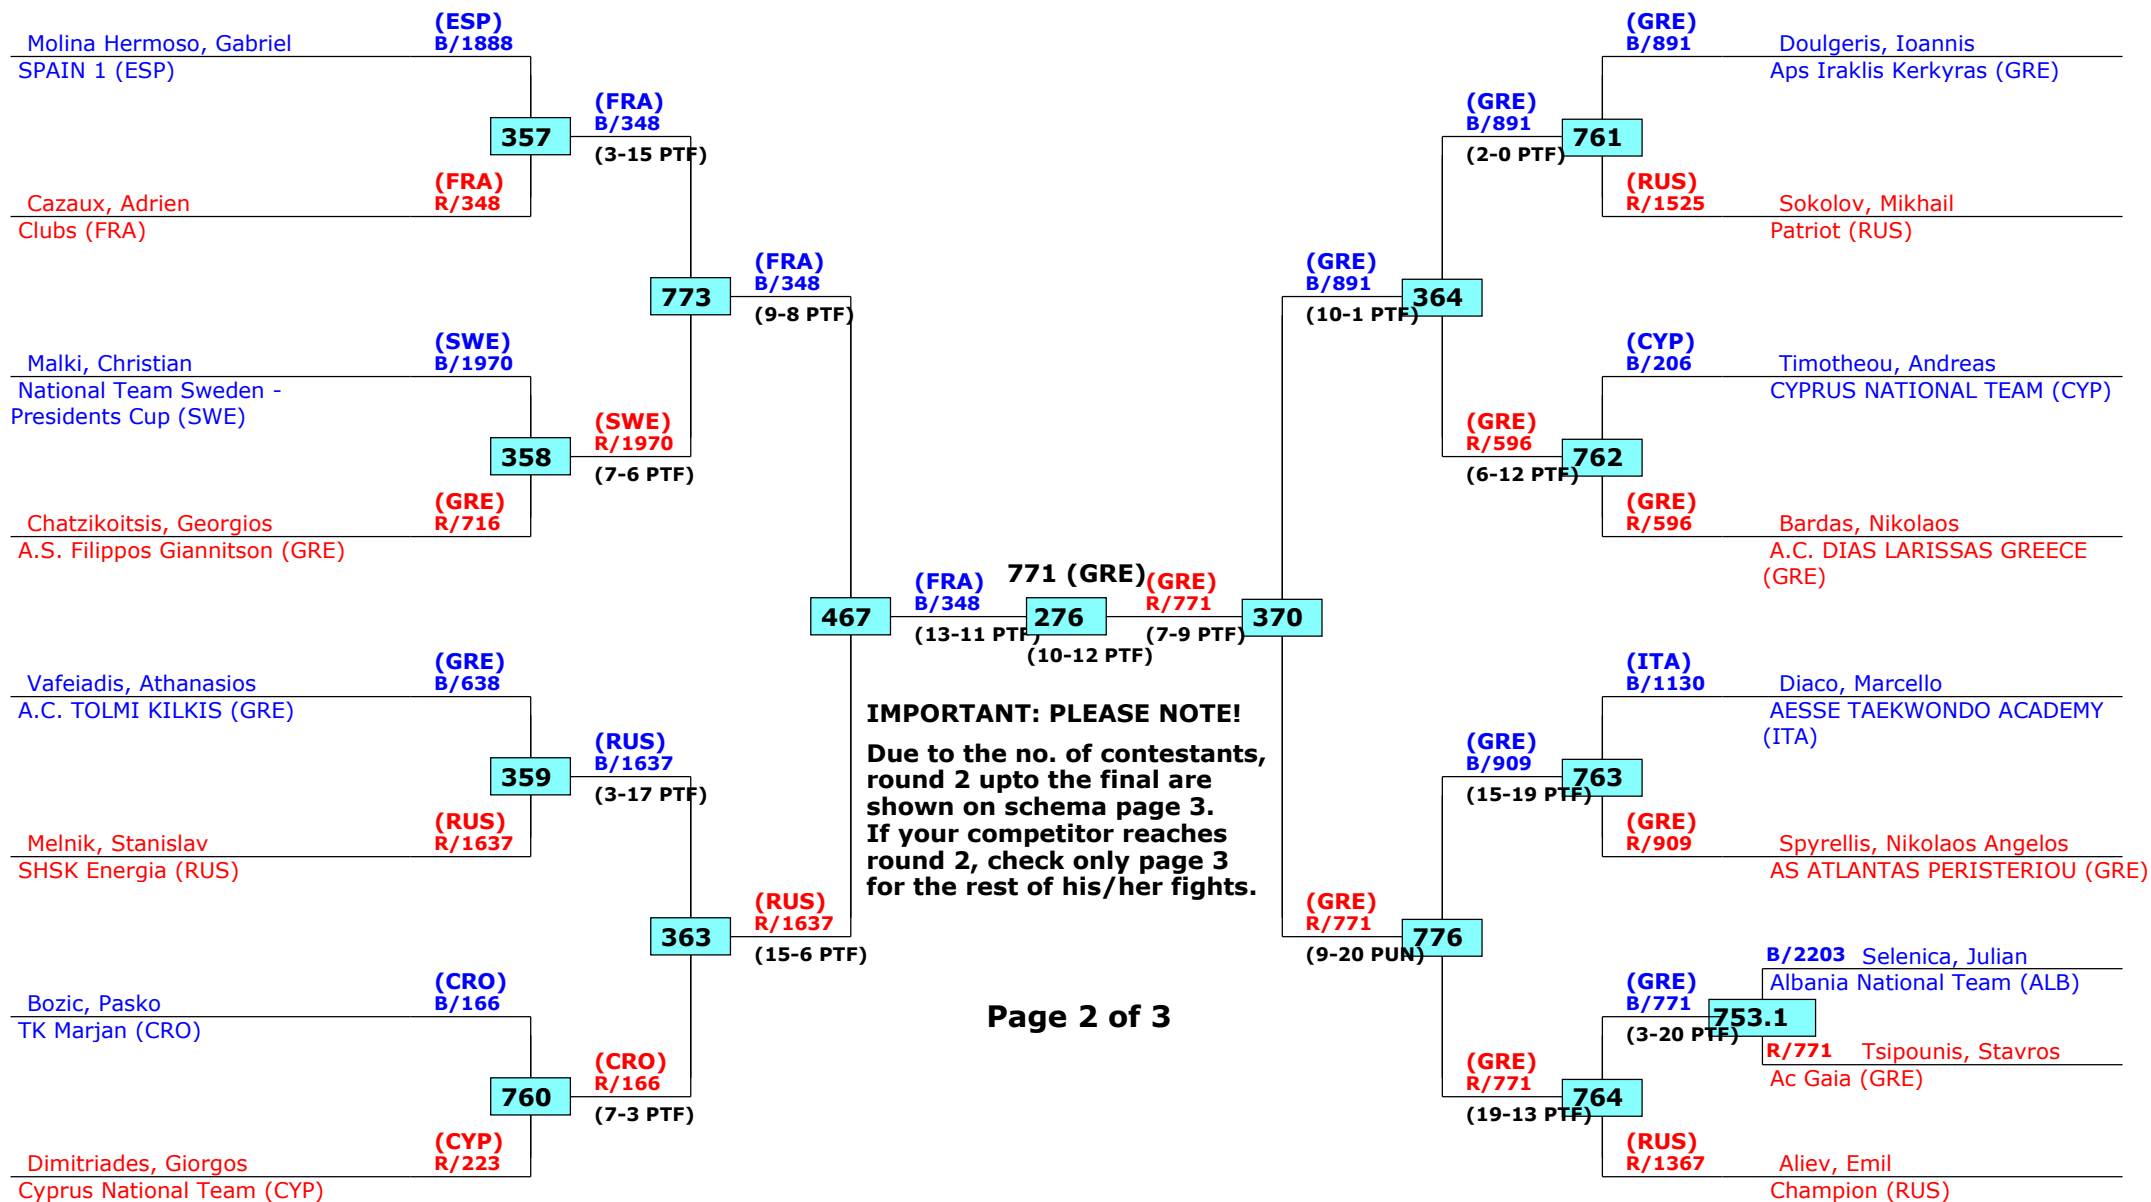 (ESP)
Molina Hermoso, Gabriel B/1888
SPAIN 1 (ESP)
357
(FRA)
B/348
(3-15 PTF)
(FRA)
Cazaux, Adrien R/348
Clubs (FRA)
773
(FRA)
B/348
(9-8 PTF)
(SWE)
Malki, Christian B/1970
National Team Sweden -
Presidents Cup (SWE)
358
(SWE)
R/1970
(7-6 PTF)
(GRE)
Chatzikoitsis, Georgios R/716
A.S. Filippos Giannitson (GRE)
467
(FRA)
B/348
(13-11 PTF)
(GRE)
Vafeiadis, Athanasios B/638
A.C. TOLMI KILKIS (GRE)
359
(RUS)
B/1637
(3-17 PTF)
(RUS)
Melnik, Stanislav R/1637
SHSK Energia (RUS)
363
(RUS)
R/1637
(15-6 PTF)
(CRO)
Bozic, Pasko B/166
TK Marjan (CRO)
760
(CRO)
R/166
(7-3 PTF)
(CYP)
Dimitriades, Giorgos R/223
Cyprus National Team (CYP)
771 (GRE)
276
(10-12 PTF)
IMPORTANT: PLEASE NOTE!
Due to the no. of contestants,
round 2 upto the final are
shown on schema page 3.
If your competitor reaches
round 2, check only page 3
for the rest of his/her fights.
Page 2 of 3
(GRE)
R/771
(7-9 PTF)
370
(GRE)
B/891 Doulgeris, Ioannis
Aps Iraklis Kerkyras (GRE)
(GRE)
B/891
(2-0 PTF)
761
(RUS)
R/1525 Sokolov, Mikhail
Patriot (RUS)
(GRE)
B/891
(10-1 PTF)
364
(CYP)
B/206 Timotheou, Andreas
CYPRUS NATIONAL TEAM (CYP)
(GRE)
R/596
(6-12 PTF)
762
(GRE)
R/596 Bardas, Nikolaos
A.C. DIAS LARISSAS GREECE
(GRE)
(ITA)
B/1130 Diaco, Marcello
AESSE TAEKWONDO ACADEMY
(ITA)
(GRE)
B/909
(15-19 PTF)
763
(GRE)
R/909 Spyrellis, Nikolaos Angelos
AS ATLANTAS PERISTERIOU (GRE)
(GRE)
R/771
(9-20 PUN)
776
B/2203 Selenica, Julian
Albania National Team (ALB)
(GRE)
B/771
(3-20 PTF)
753.1
R/771 Tsipounis, Stavros
Ac Gaia (GRE)
(GRE)
R/771
(19-13 PTF)
764
(RUS)
R/1367 Aliev, Emil
Champion (RUS)